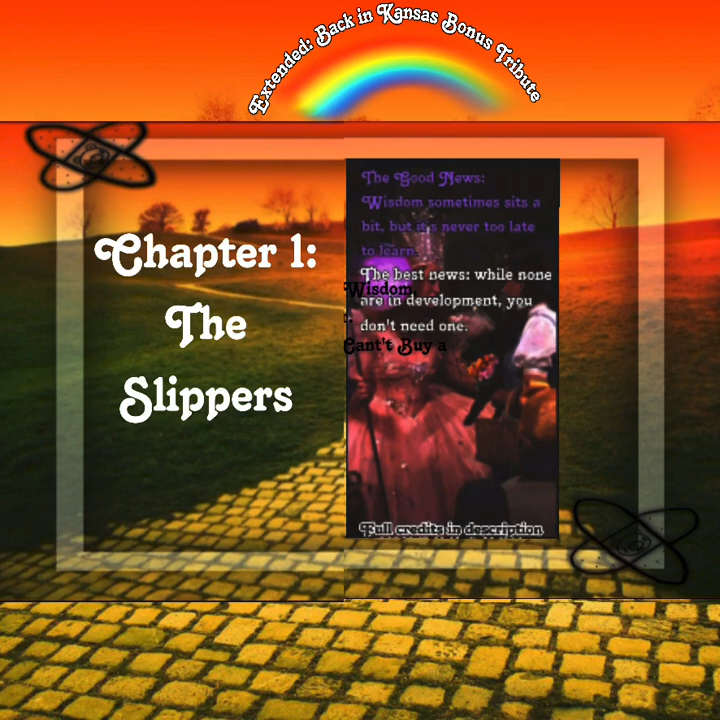 Extended: Back in Kansas Bonus Tribute
Chapter 1:
The
Slippers
The Good News:
Wisdom sometimes sits a
bit, but it's never too late
to learn.
The best news: while none
are in development, you
don't need one.
Wisdom,
r.
Cant't Buy a
Full credits in description